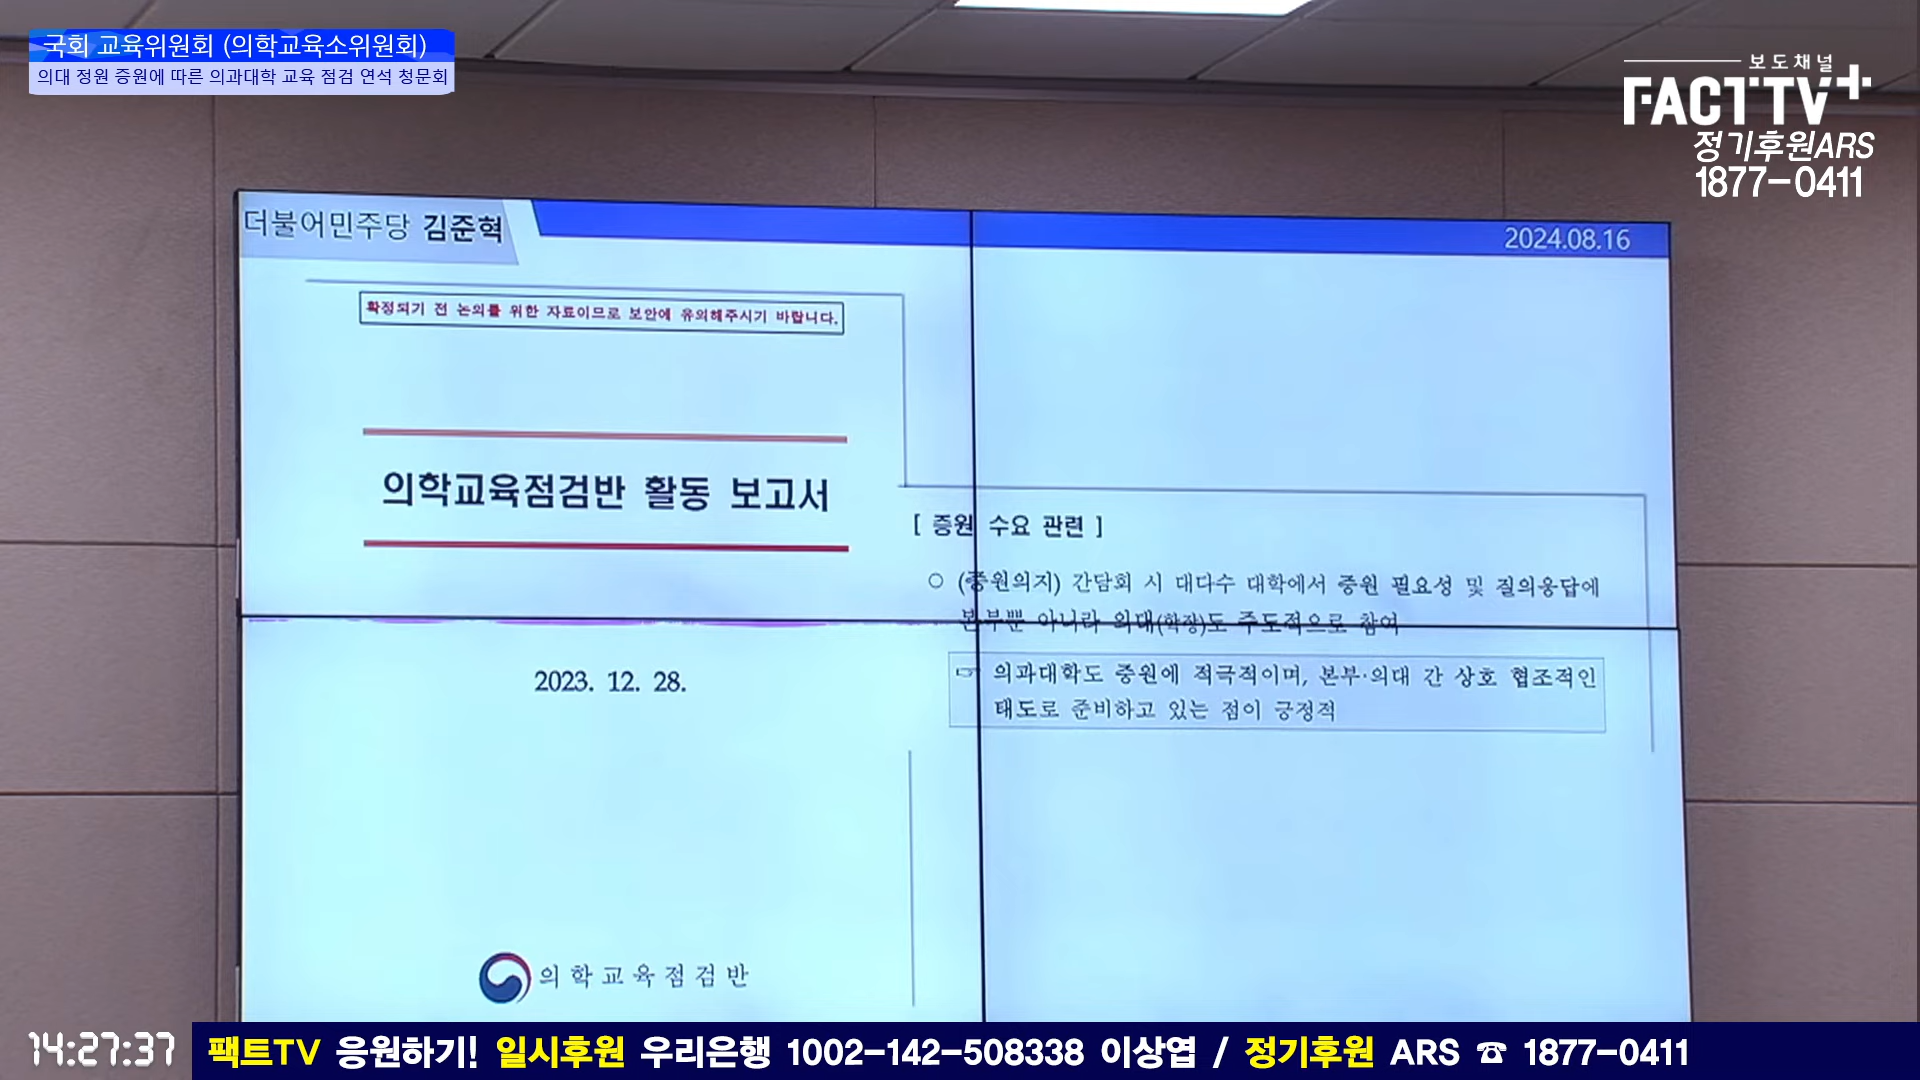 국회 교육위원회 (의학교육소위원회)
의대 정원 증원에 따른 의과대학 교육 점검 연석 청문회
보도채널
FACTTV+
정기후원ARS
1877-0411
더불어민주당 김준혁
2024.08.16
확정되기 전 논의를 위한 자료이므로 보안에 유의해주시기 바랍니다.
의학교육점검반 활동 보고서
2023. 12. 28.
의학교육점검반
[ 증원 수요 관련 ]
○ (증원의지) 간담회 시 대다수 대학에서 증원 필요성 및 질의응답에
본부뿐 아니라 의대(학장)도 주도적으로 참여
☞ 의과대학도 증원에 적극적이며, 본부·의대 간 상호 협조적인
태도로 준비하고 있는 점이 긍정적
14:27:37
팩트TV 응원하기! 일시후원 우리은행 1002-142-508338 이상엽 / 정기후원 ARS ☎ 1877-0411